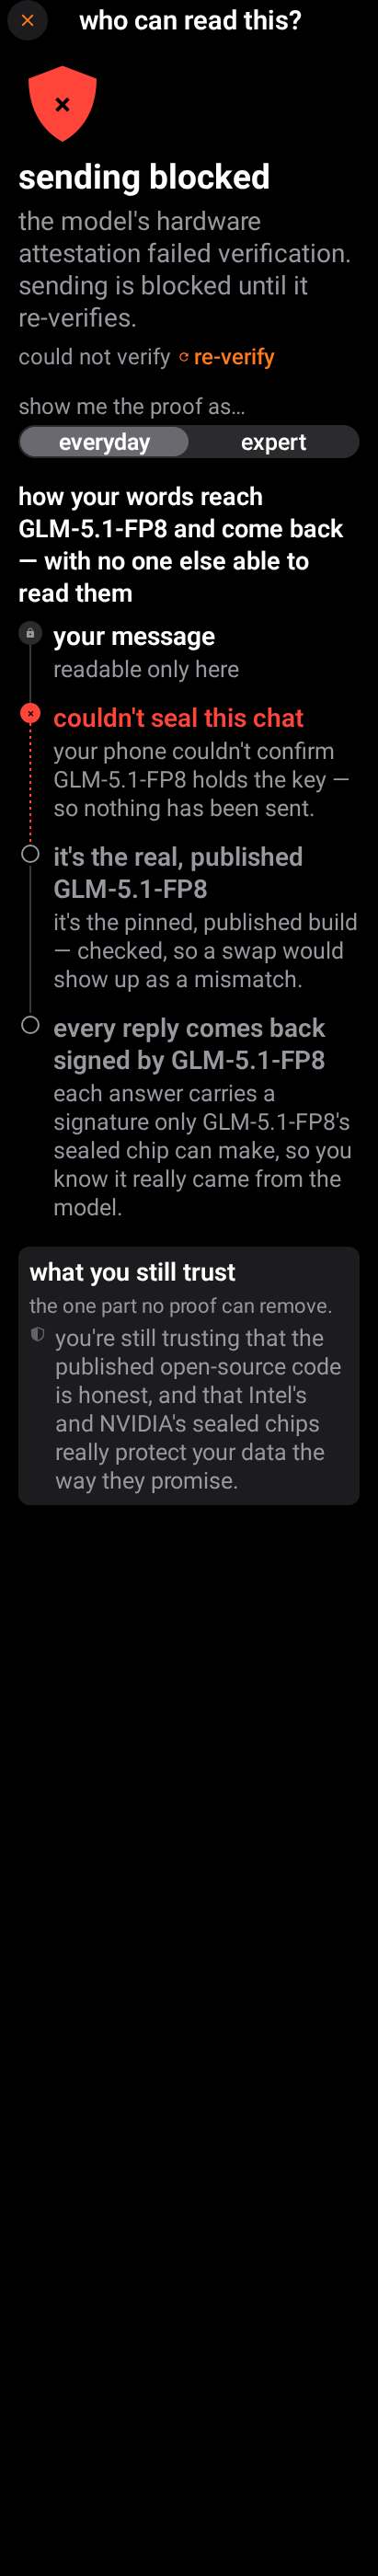 who can read this?
sending blocked
the model's hardware
attestation failed verification.
sending is blocked until it
re-verifies.
could not verify re-verify
show me the proof as...
everyday expert
how your words reach
GLM-5.1-FP8 and come back
— with no one else able to
read them
your message
readable only here
couldn't seal this chat
your phone couldn't confirm
GLM-5.1-FP8 holds the key —
so nothing has been sent.
it's the real, published
GLM-5.1-FP8
it's the pinned, published build
— checked, so a swap would
show up as a mismatch.
every reply comes back
signed by GLM-5.1-FP8
each answer carries a
signature only GLM-5.1-FP8's
sealed chip can make, so you
know it really came from the
model.
what you still trust
the one part no proof can remove.
you're still trusting that the
published open-source code
is honest, and that Intel's
and NVIDIA's sealed chips
really protect your data the
way they promise.